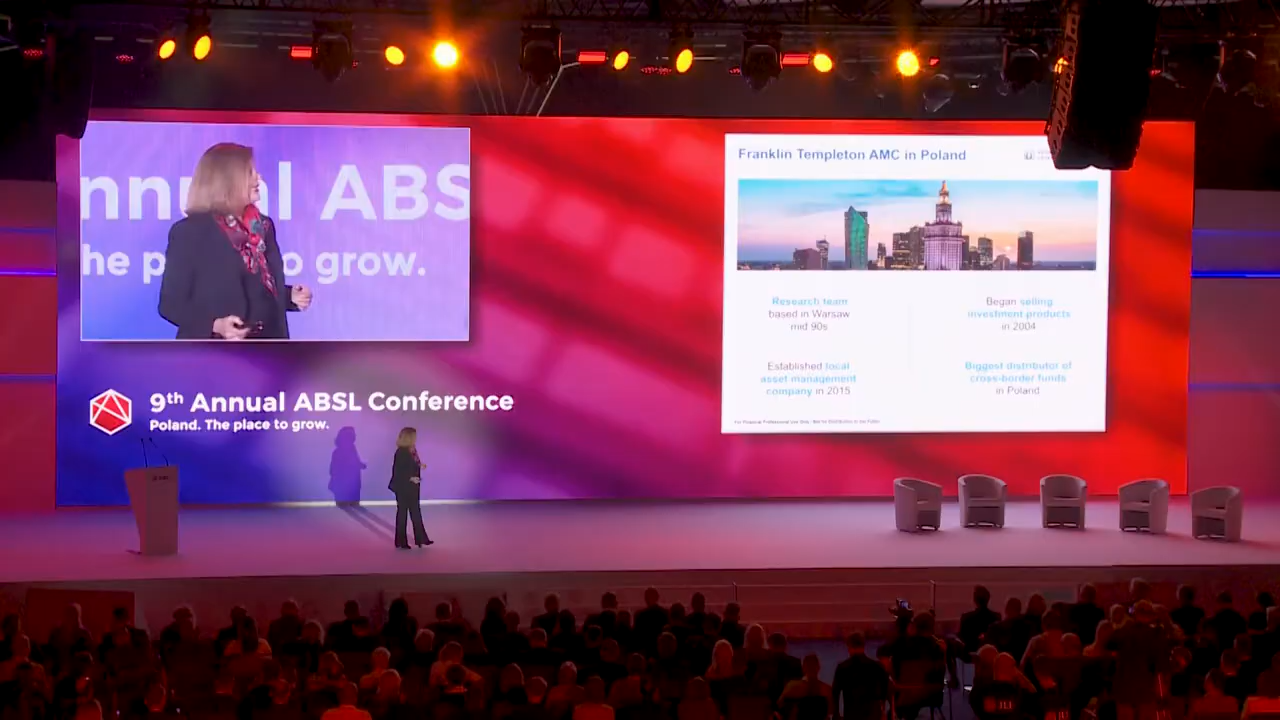 nnual ABS
he p o grow.
9th Annual ABSL Conference
Poland. The place to grow.
Franklin Templeton AMC in Poland
Research team
based in Warsaw
mid 90s
Began selling
investment products
in 2004
Established local
asset management
company in 2015
Biggest distributor of
cross-border funds
in Poland